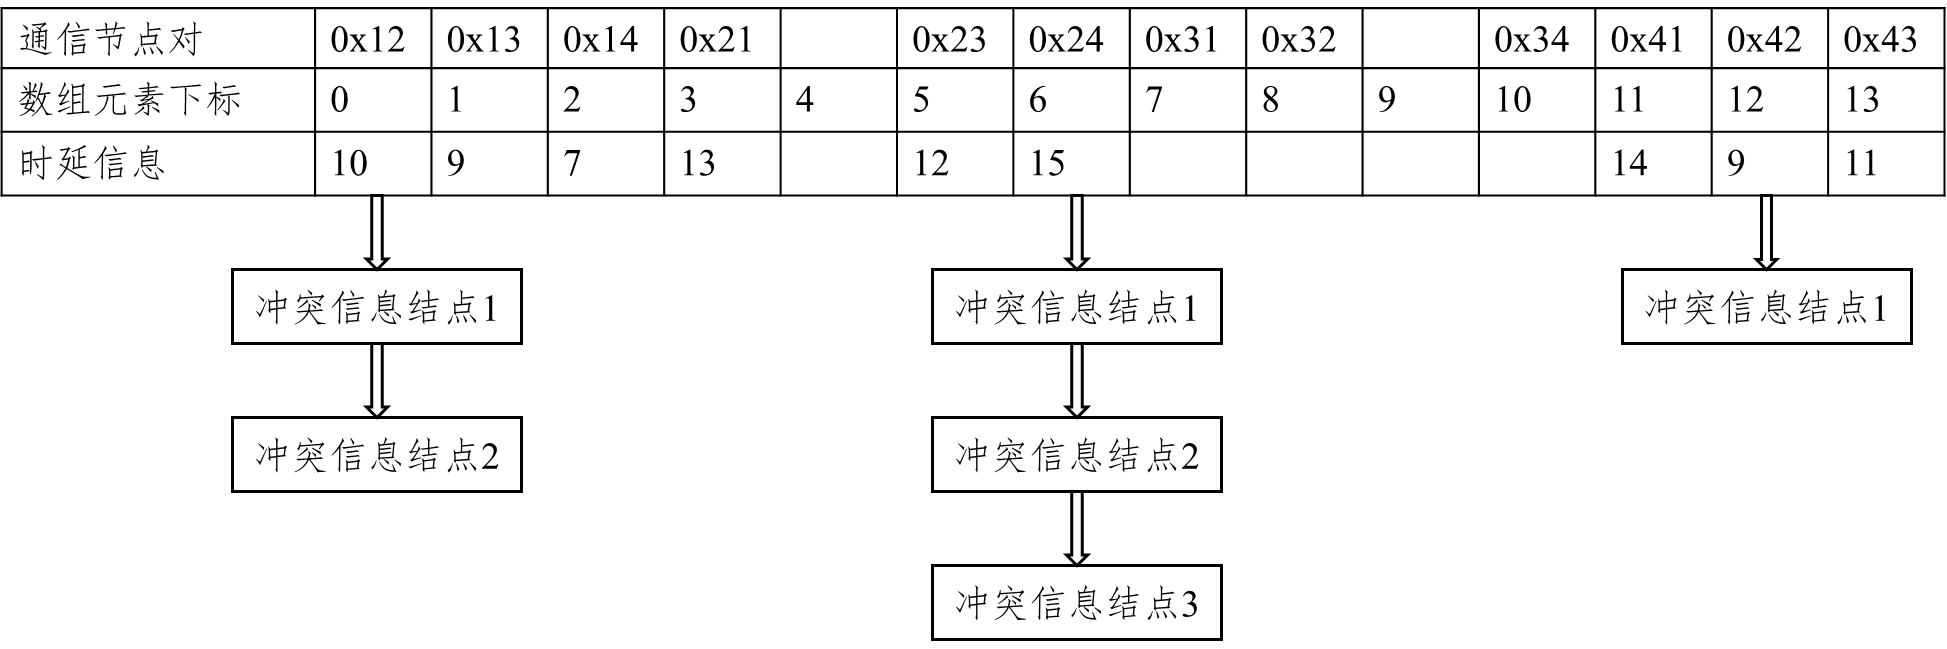 通信节点对 0x12 0x13 0x14 0x21 0x23 0x24 0x31 0x32 0x34 0x41 0x42 0x43
数组元素下标 0 1 2 3 4 5 6 7 8 9 10 11 12 13
时延信息 10 9 7 13 12 15 14 9 11
冲突信息结点1 冲突信息结点1 冲突信息结点1
冲突信息结点2 冲突信息结点2
冲突信息结点3